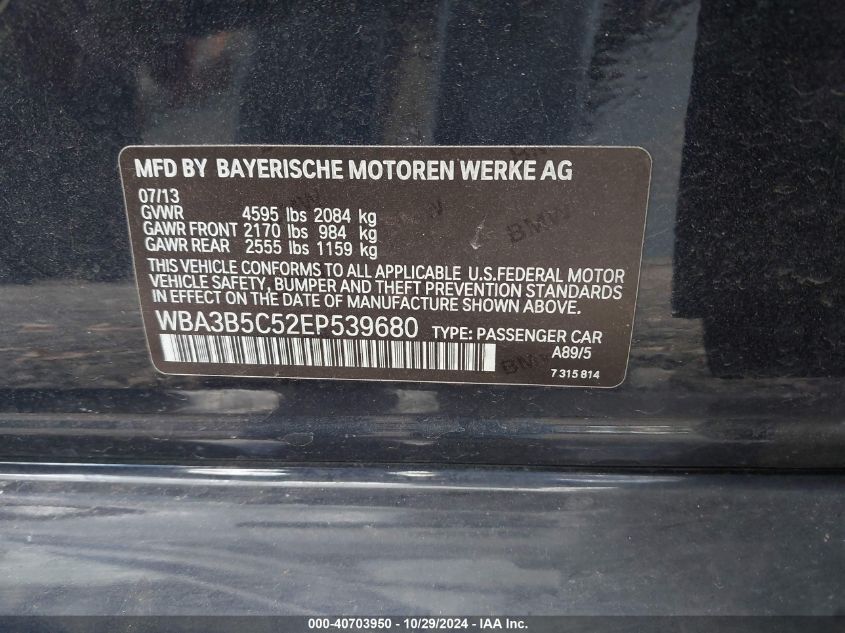 MFD BY BAYERISCHE MOTOREN WERKE AG
07/13
GVWR 4595 lbs 2084 kg
GAWR FRONT 2170 lbs 984 kg
GAWR REAR 2555 lbs 1159 kg
THIS VEHICLE CONFORMS TO ALL APPLICABLE U.S.FEDERAL MOTOR
VEHICLE SAFETY, BUMPER AND THEFT PREVENTION STANDARDS
IN EFFECT ON THE DATE OF MANUFACTURE SHOWN ABOVE.
WBA3B5C52EP539680 TYPE: PASSENGER CAR
A89/5
7 315 814
BMW
BMW
000-40703950 - 10/29/2024 - IAA Inc.